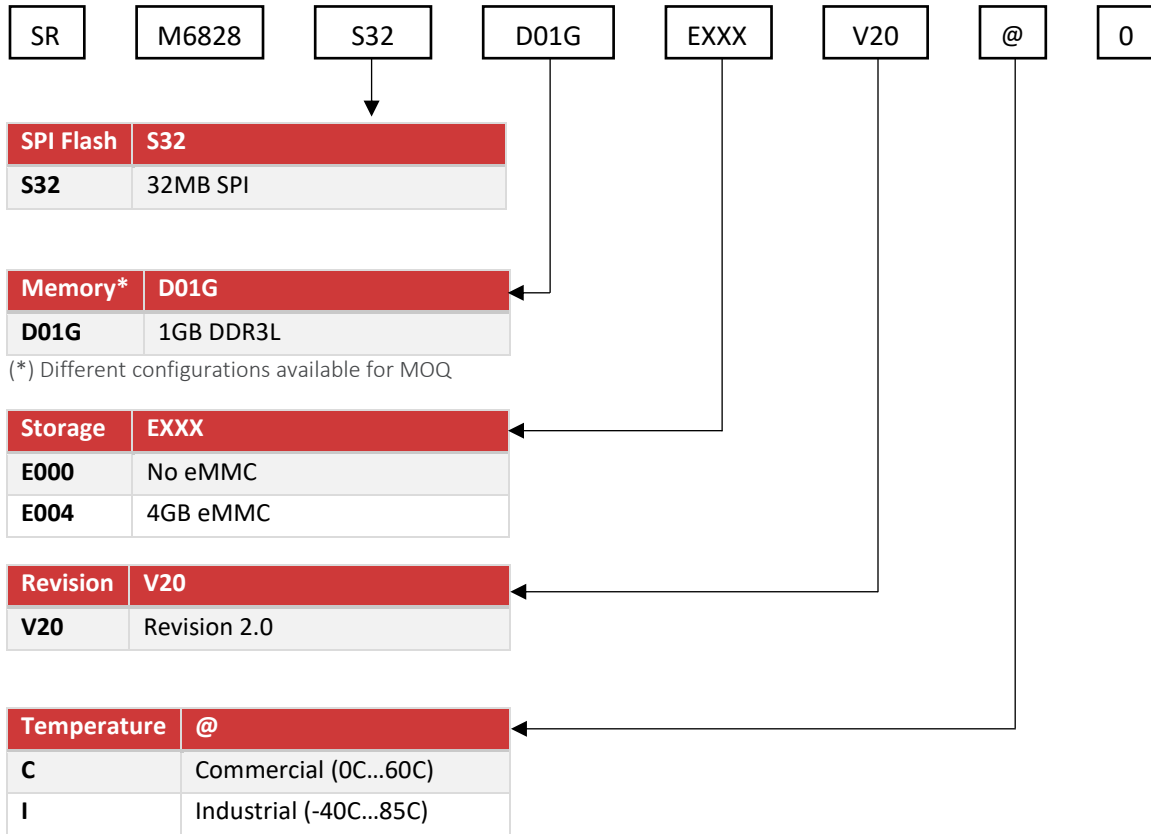 SR M6828 S32 D01G EXXX V20 @ 0
SPI Flash S32
S32 32MB SPI
Memory* D01G
D01G 1GB DDR3L
(*) Different configurations available for MOQ
Storage EXXX
E000 No eMMC
E004 4GB eMMC
Revision V20
V20 Revision 2.0
Temperature @
C Commercial (0C...60C)
I Industrial (-40C...85C)